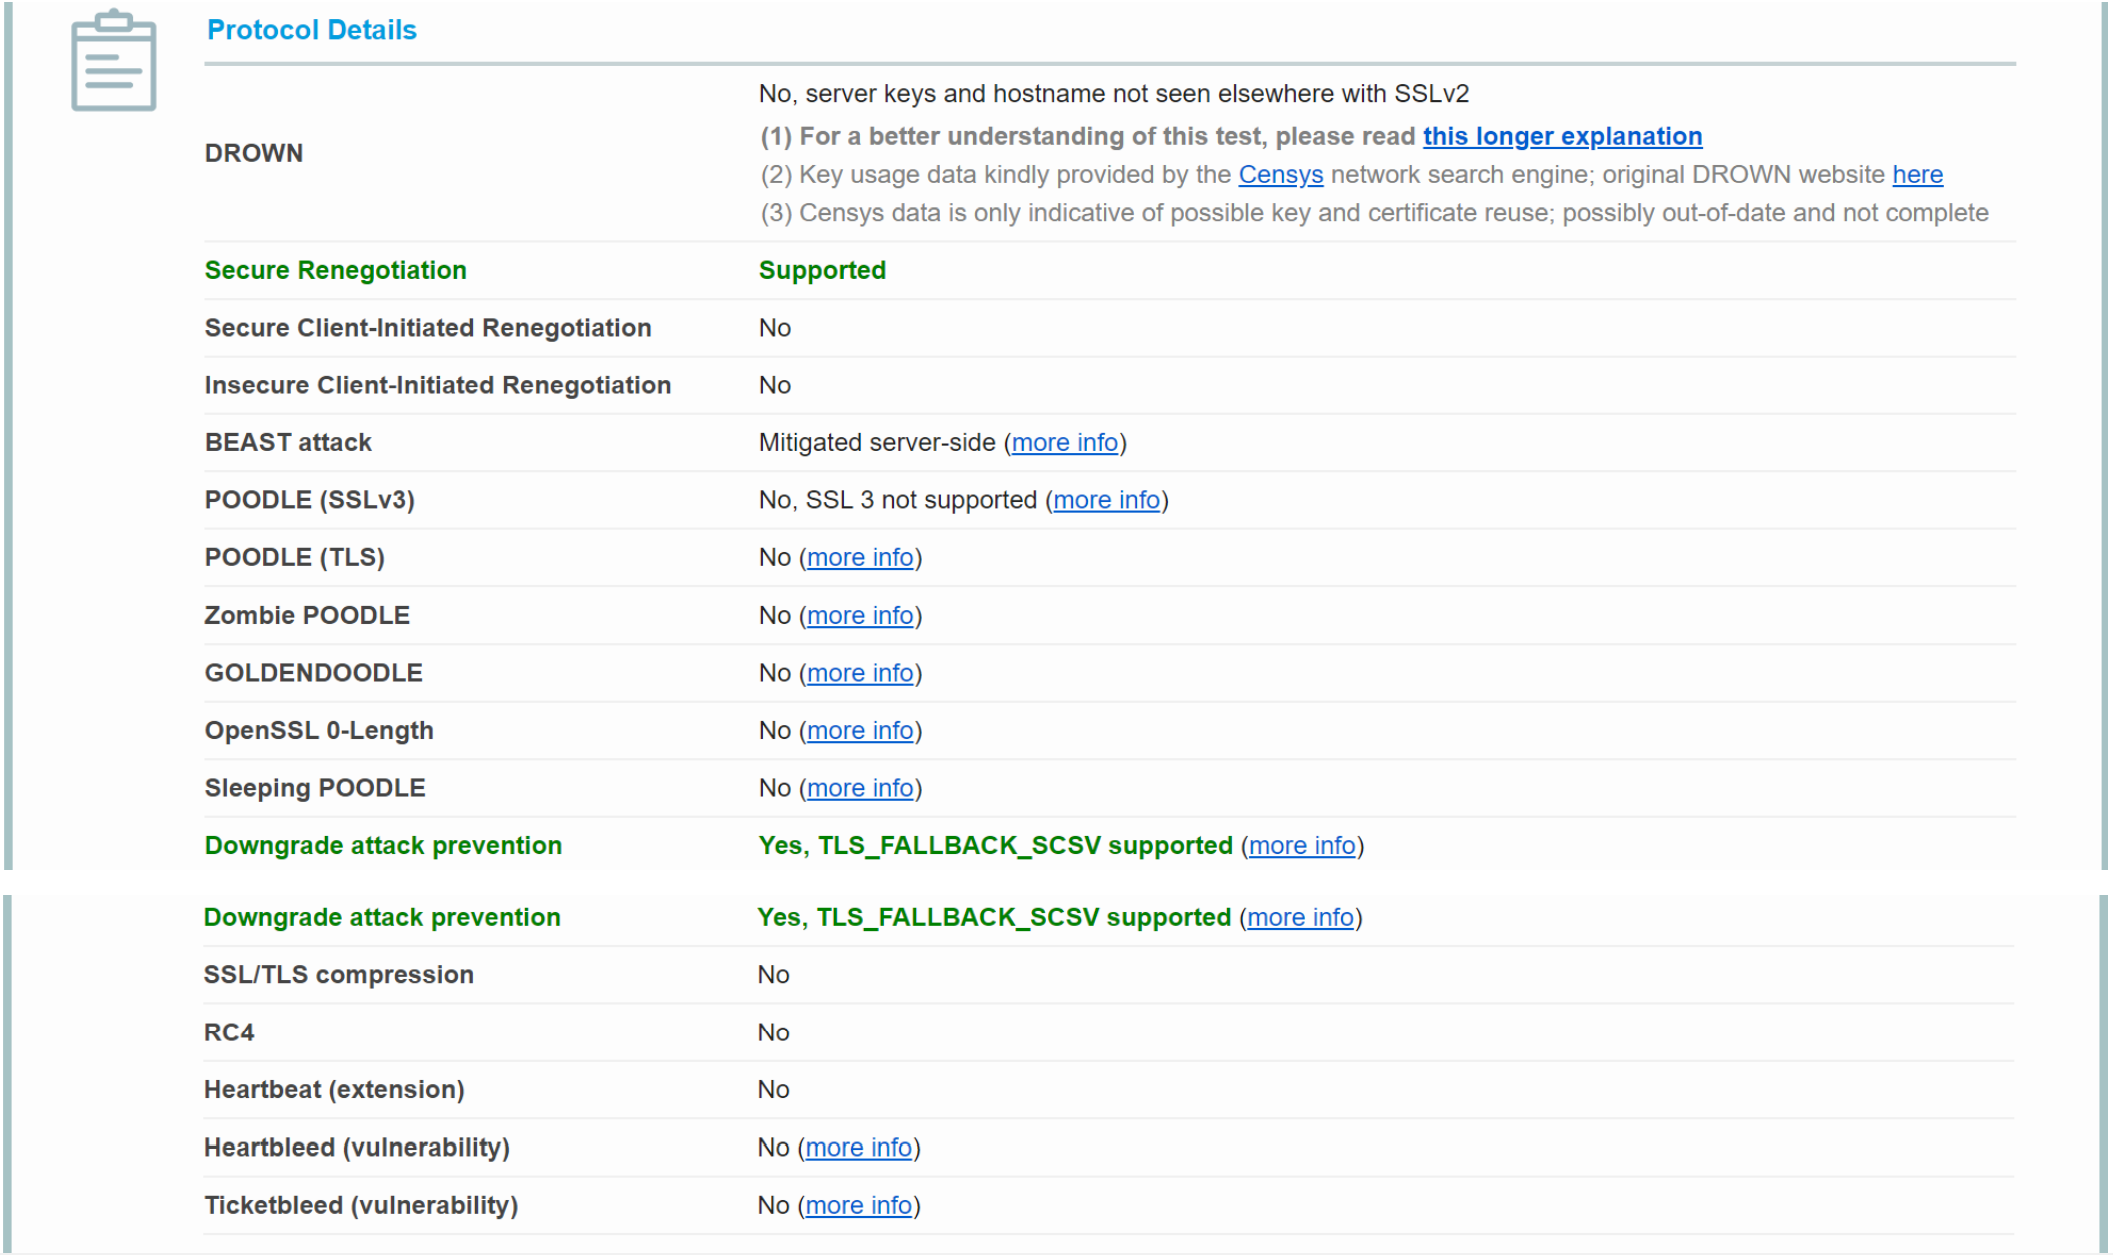 Protocol Details
No, server keys and hostname not seen elsewhere with SSLv2
(1) For a better understanding of this test, please read this longer explanation
DROWN
(2) Key usage data kindly provided by the Censys network search engine; original DROWN website here
(3) Censys data is only indicative of possible key and certificate reuse; possibly out-of-date and not complete
Secure Renegotiation Supported
Secure Client-Initiated Renegotiation No
Insecure Client-Initiated Renegotiation No
BEAST attack Mitigated server-side (more info)
POODLE (SSLv3) No, SSL 3 not supported (more info)
POODLE (TLS) No (more info)
Zombie POODLE No (more info)
GOLDENDOODLE No (more info)
OpenSSL 0-Length No (more info)
Sleeping POODLE No (more info)
Downgrade attack prevention Yes, TLS_FALLBACK_SCSV supported (more info)
Downgrade attack prevention Yes, TLS_FALLBACK_SCSV supported (more info)
SSL/TLS compression No
RC4 No
Heartbeat (extension) No
Heartbleed (vulnerability) No (more info)
Ticketbleed (vulnerability) No (more info)